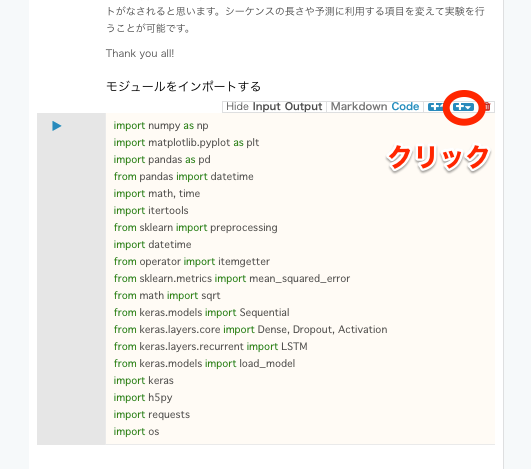 トがなされると思います。シーケンスの長さや予測に利用する項目を変えて実験を行
うことが可能です。
Thank you all!
モジュールをインポートする
Hide Input Output Markdown Code
クリック
import numpy as np
import matplotlib.pyplot as plt
import pandas as pd
from pandas import datetime
import math, time
import itertools
from sklearn import preprocessing
import datetime
from operator import itemgetter
from sklearn.metrics import mean_squared_error
from math import sqrt
from keras.models import Sequential
from keras.layers.core import Dense, Dropout, Activation
from keras.layers.recurrent import LSTM
from keras.models import load_model
import keras
import h5py
import requests
import os